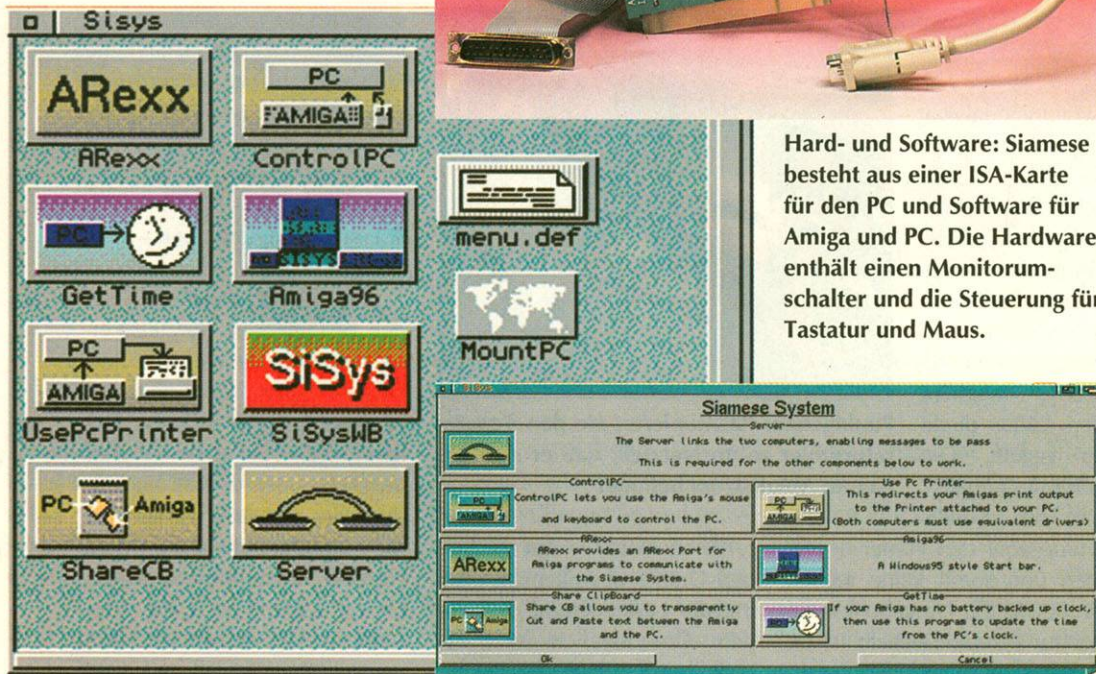 Sisys
ARexx
ARexx
PC
AMIGA
ControlPC
PC
GetTime
SISYS
Amiga96
PC
AMIGA
UsePcPrinter
SiSys
SiSysWB
PC Amiga
ShareCB
Server
menu.def
MountPC
Hard- und Software: Siamese
besteht aus einer ISA-Karte
für den PC und Software für
Amiga und PC. Die Hardware
enthält einen Monitorum-
schalter und die Steuerung für
Tastatur und Maus.
SiSys
Siamese System
Server
The Server links the two computers, enabling messages to be pass
This is required for the other components below to work.
ControlPC
PC
AMIGA
ControlPC lets you use the Amiga's mouse
and keyboard to control the PC.
Use Pc Printer
PC
AMIGA
This redirects your Amigas print output
to the Printer attached to your PC.
(Both computers must use equivalent drivers)
ARexx
ARexx
ARexx provides an ARexx Port for
Amiga programs to communicate with
the Siamese System.
Amiga96
A Windows95 style Start bar.
Share ClipBoard
PC Amiga
Share CB allows you to transparently
Cut and Paste text between the Amiga
and the PC.
GetTime
PC
If your Amiga has no battery backed up clock,
then use this program to update the time
from the PC's clock.
Ok
Cancel